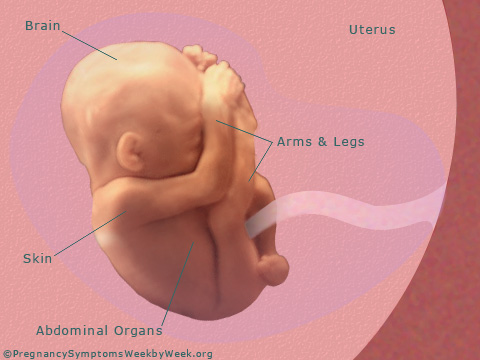 Brain
Uterus
Arms & Legs
Skin
Abdominal Organs
©PregnancySymptomsWeekbyWeek.org